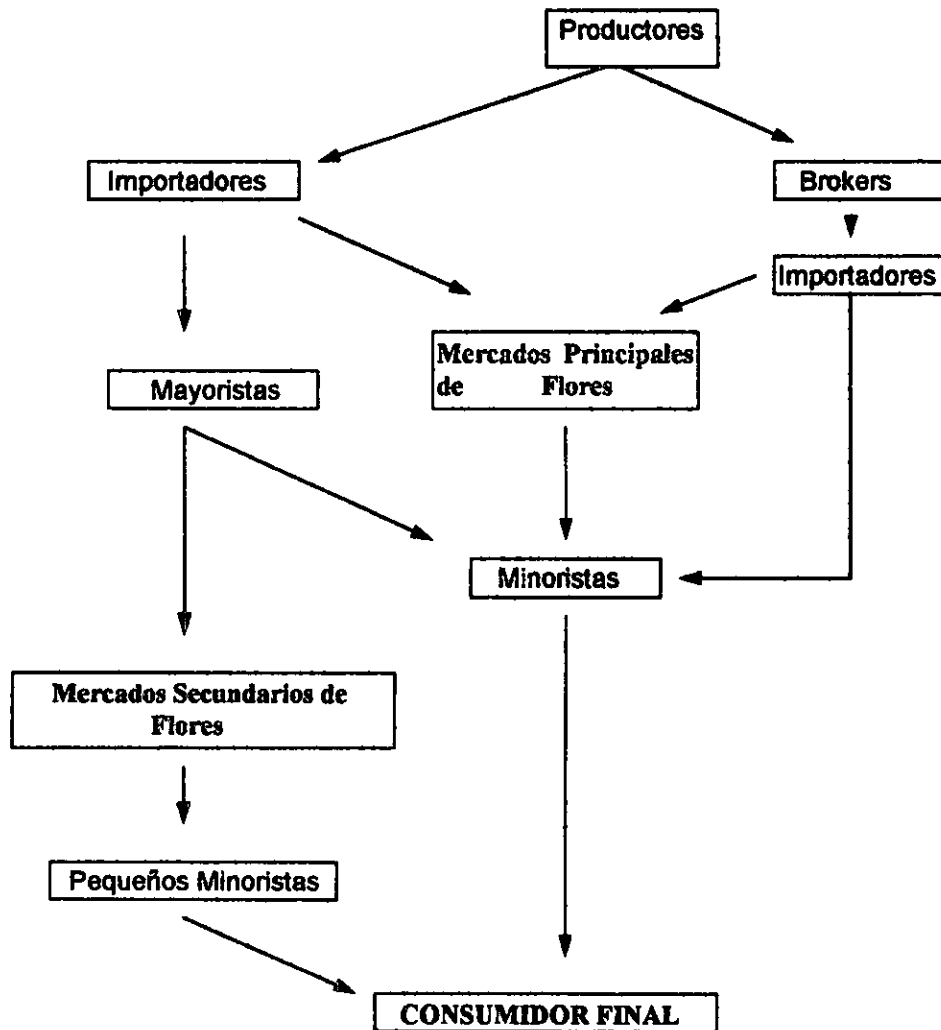 Productores
Importadores
Brokers
Importadores
Mercados Principales
de Flores
Mayoristas
Minoristas
Mercados Secundarios de
Flores
Pequeños Minoristas
CONSUMIDOR FINAL